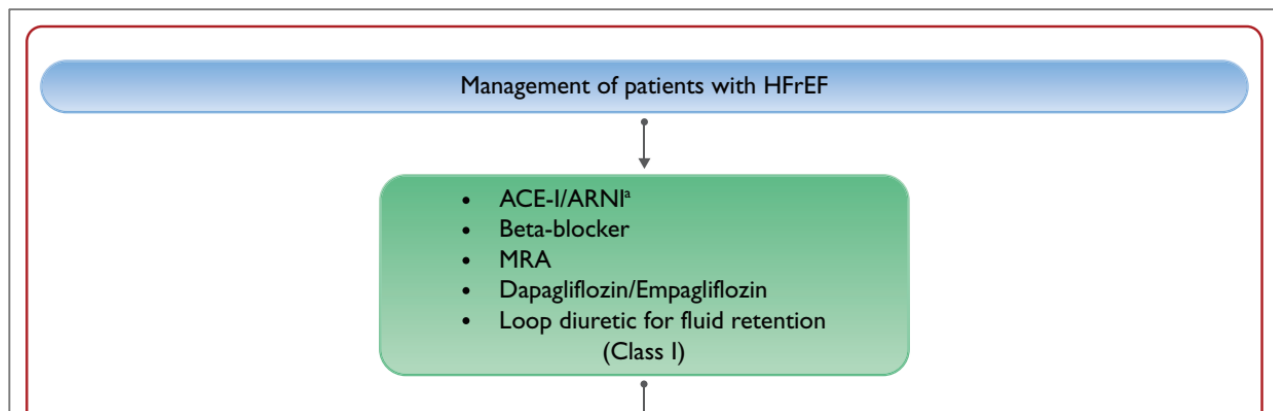 Management of patients with HFrEF
• ACE-I/ARNIᵃ
• Beta-blocker
• MRA
• Dapagliflozin/Empagliflozin
• Loop diuretic for fluid retention
(Class I)